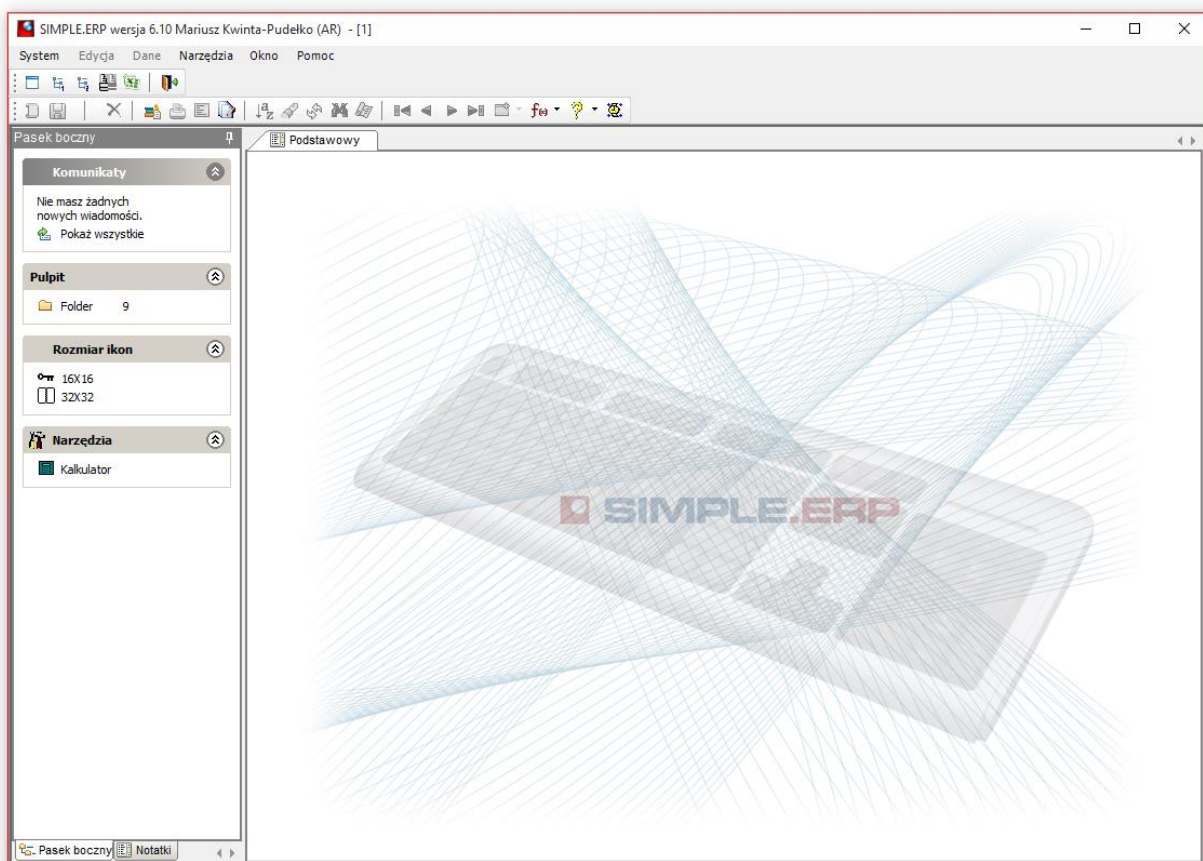 SIMPLE.ERP wersja 6.10 Mariusz Kwinta-Pudełko (AR) - [1]
System Edycja Dane Narzędzia Okno Pomoc
Pasek boczny
Podstawowy
Komunikaty
Nie masz żadnych
nowych wiadomości.
Pokaż wszystkie
Pulpit
Folder 9
Rozmiar ikon
16X16
32X32
Narzędzia
Kalkulator
SIMPLE.ERP
Pasek boczny Notatki